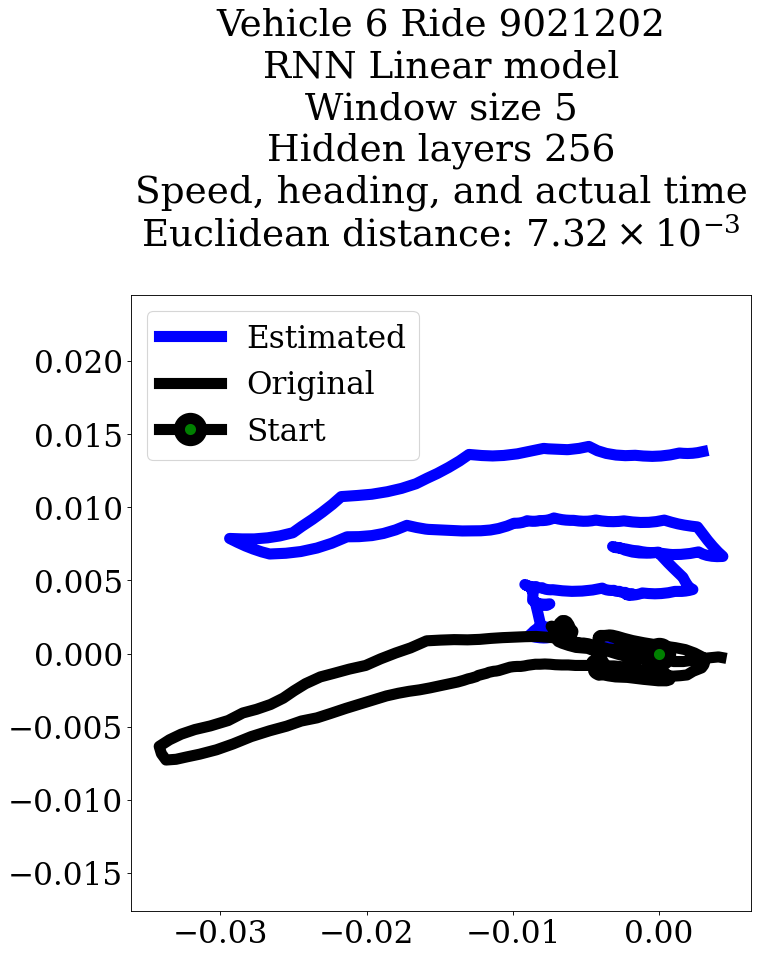 Vehicle 6 Ride 9021202
RNN Linear model
Window size 5
Hidden layers 256
Speed, heading, and actual time
Euclidean distance: 7.32 × 10⁻³
Estimated
Original
Start
0.020
0.015
0.010
0.005
0.000
−0.005
−0.010
−0.015
−0.03 −0.02 −0.01 0.00